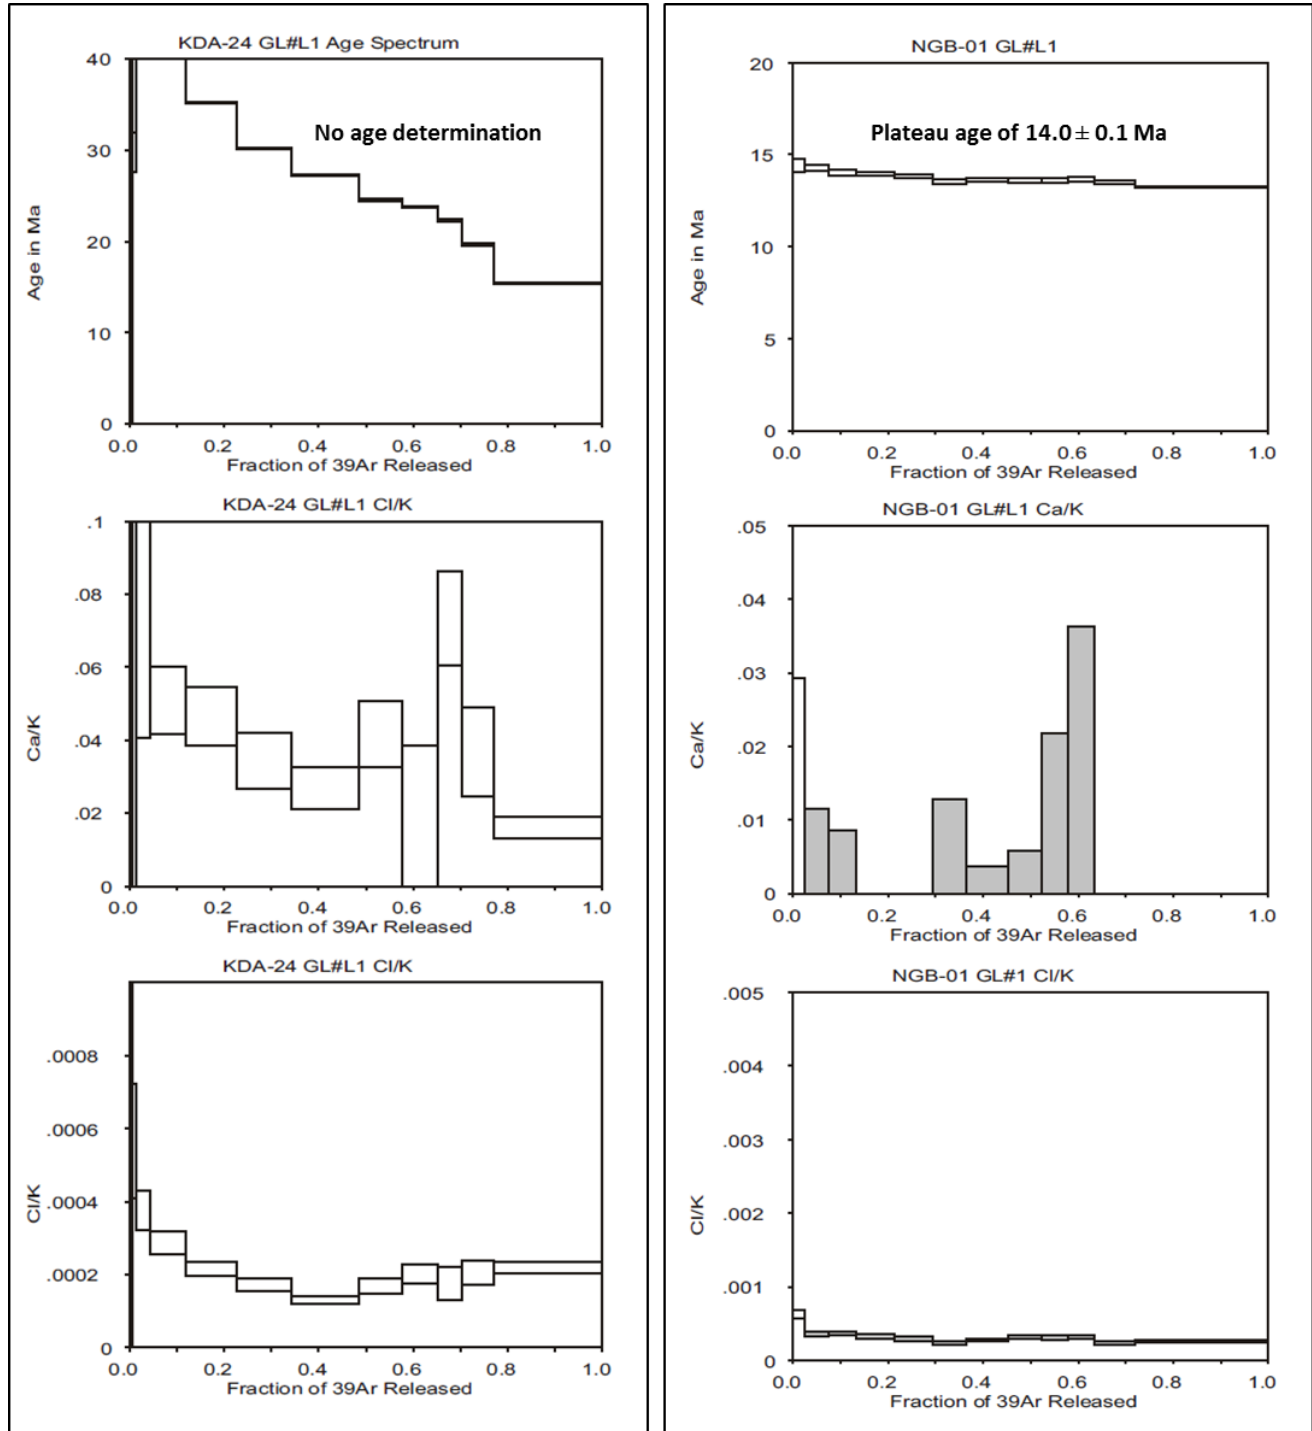 KDA-24 GL#L1 Age Spectrum
40
30
20
10
0
Age in Ma
No age determination
0.0 0.2 0.4 0.6 0.8 1.0
Fraction of 39Ar Released
KDA-24 GL#L1 Cl/K
.1
.08
.06
.04
.02
0
Ca/K
0.0 0.2 0.4 0.6 0.8 1.0
Fraction of 39Ar Released
KDA-24 GL#L1 Cl/K
.0008
.0006
.0004
.0002
0
Cl/K
0.0 0.2 0.4 0.6 0.8 1.0
Fraction of 39Ar Released
NGB-01 GL#L1
20
15
10
5
0
Age in Ma
Plateau age of 14.0 ± 0.1 Ma
0.0 0.2 0.4 0.6 0.8 1.0
Fraction of 39Ar Released
NGB-01 GL#L1 Ca/K
.05
.04
.03
.02
.01
0
Ca/K
0.0 0.2 0.4 0.6 0.8 1.0
Fraction of 39Ar Released
NGB-01 GL#1 Cl/K
.005
.004
.003
.002
.001
0
Cl/K
0.0 0.2 0.4 0.6 0.8 1.0
Fraction of 39Ar Released